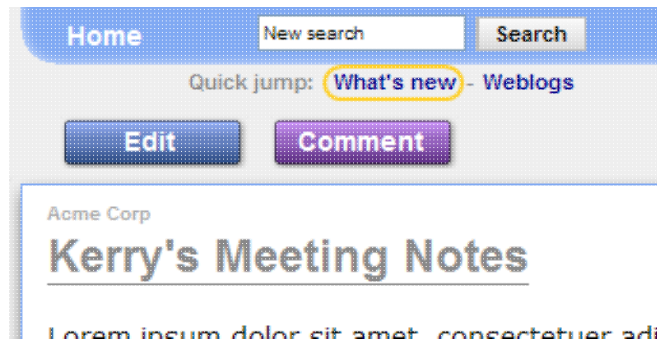 Home New search Search
Quick jump: What's new - Weblogs
Edit Comment
Acme Corp
Kerry's Meeting Notes
Lorem ipsum dolor sit amet, consectetuer adi